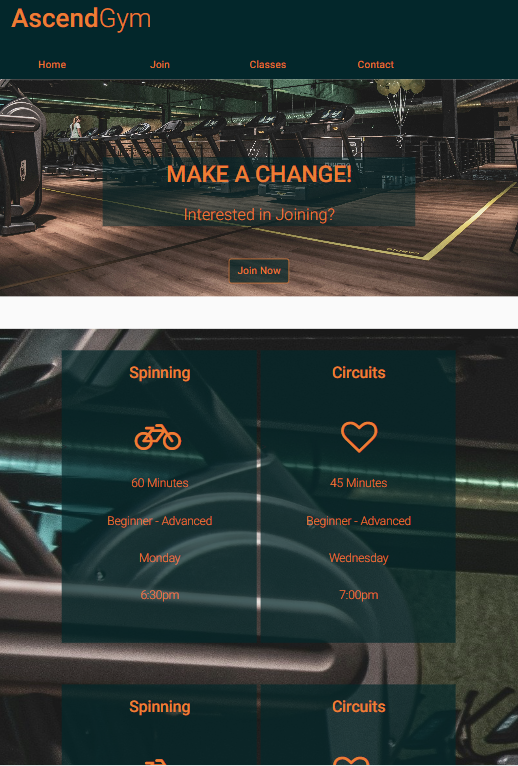 AscendGym
Home Join Classes Contact
MAKE A CHANGE!
Interested in Joining?
Join Now
Spinning Circuits
60 Minutes 45 Minutes
Beginner - Advanced Beginner - Advanced
Monday Wednesday
6:30pm 7:00pm
Spinning Circuits